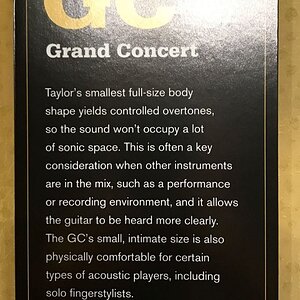 GC
Grand Concert
Taylor's smallest full-size body
shape yields controlled overtones,
so the sound won't occupy a lot
of sonic space. This is often a key
consideration when other instruments
are in the mix, such as a performance
or recording environment, and it allows
the guitar to be heard more clearly.
The GC's small, intimate size is also
physically comfortable for certain
types of acoustic players, including
solo fingerstylists.